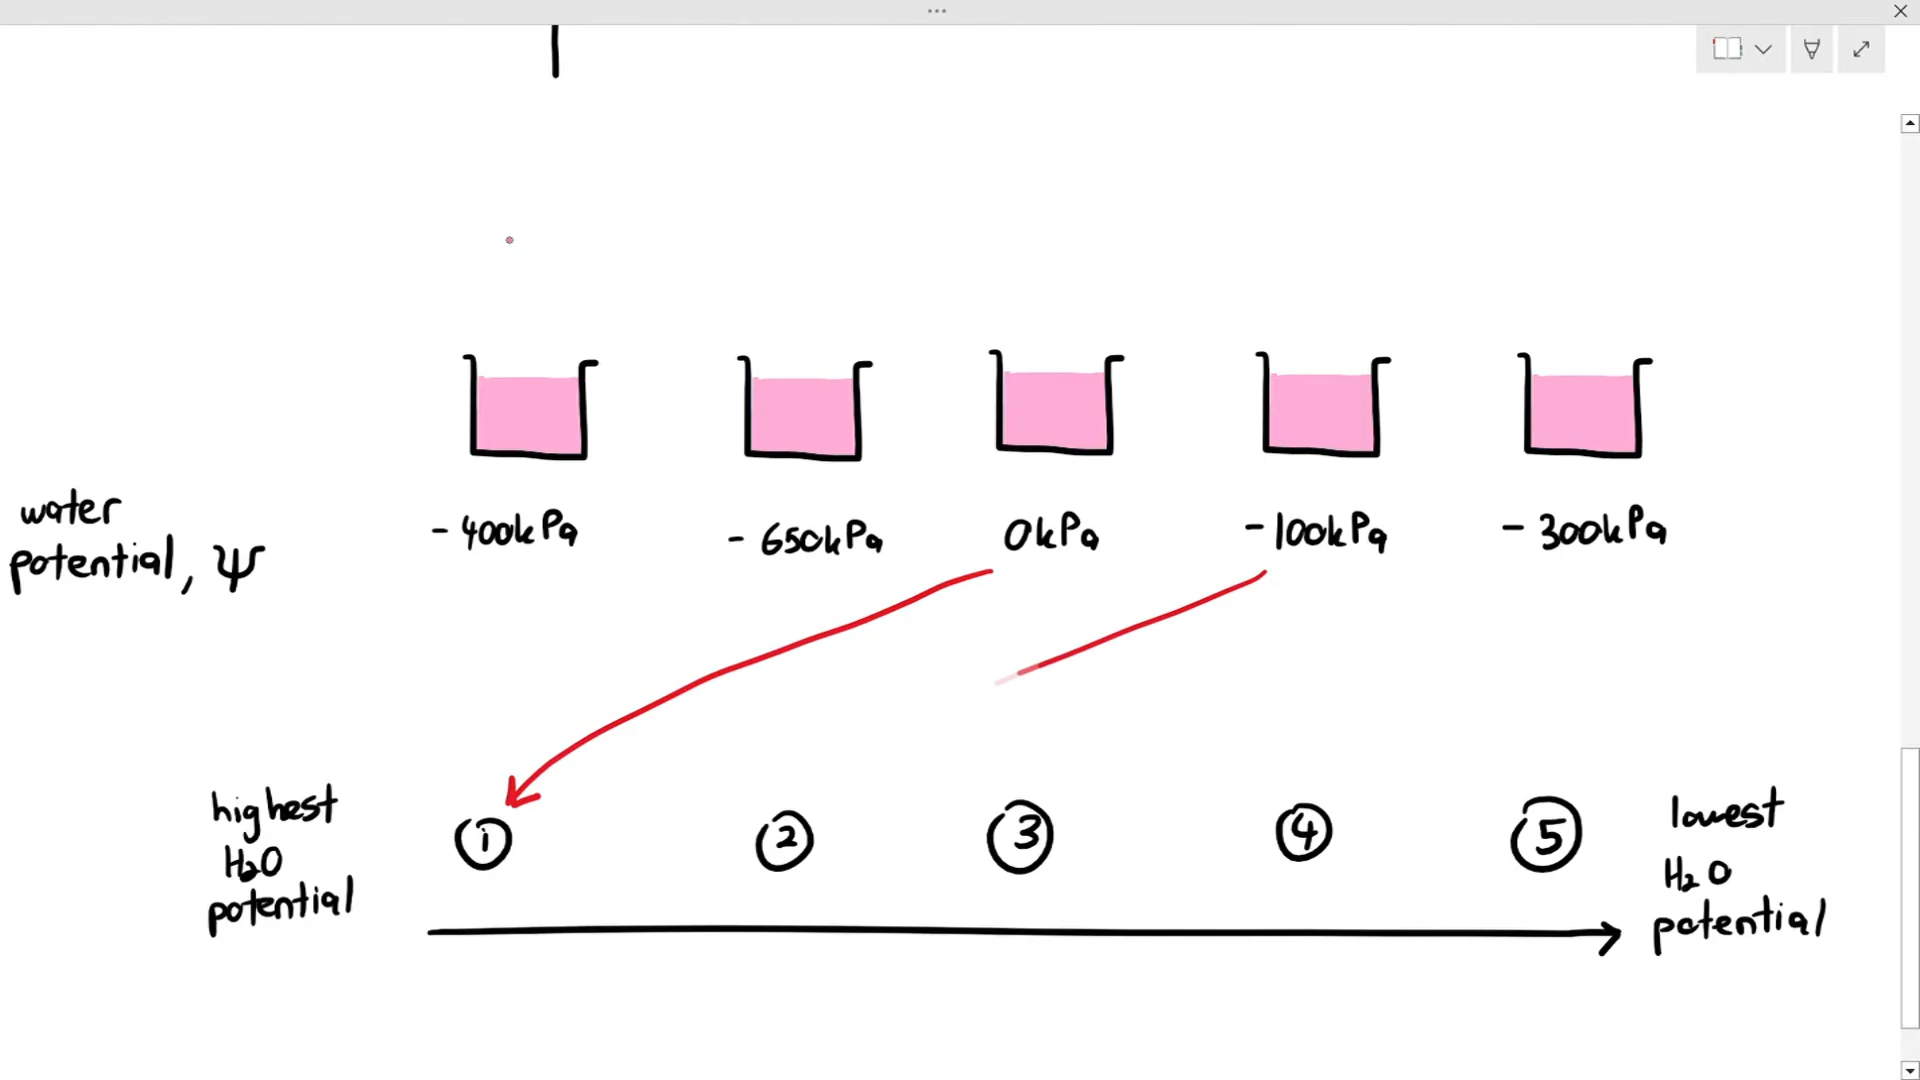 - 400kPa - 650kPa 0kPa -100kPa - 300kPa
water
potential, Ψ
highest
H₂O
potential
1 2 3 4 5
lowest
H₂O
potential